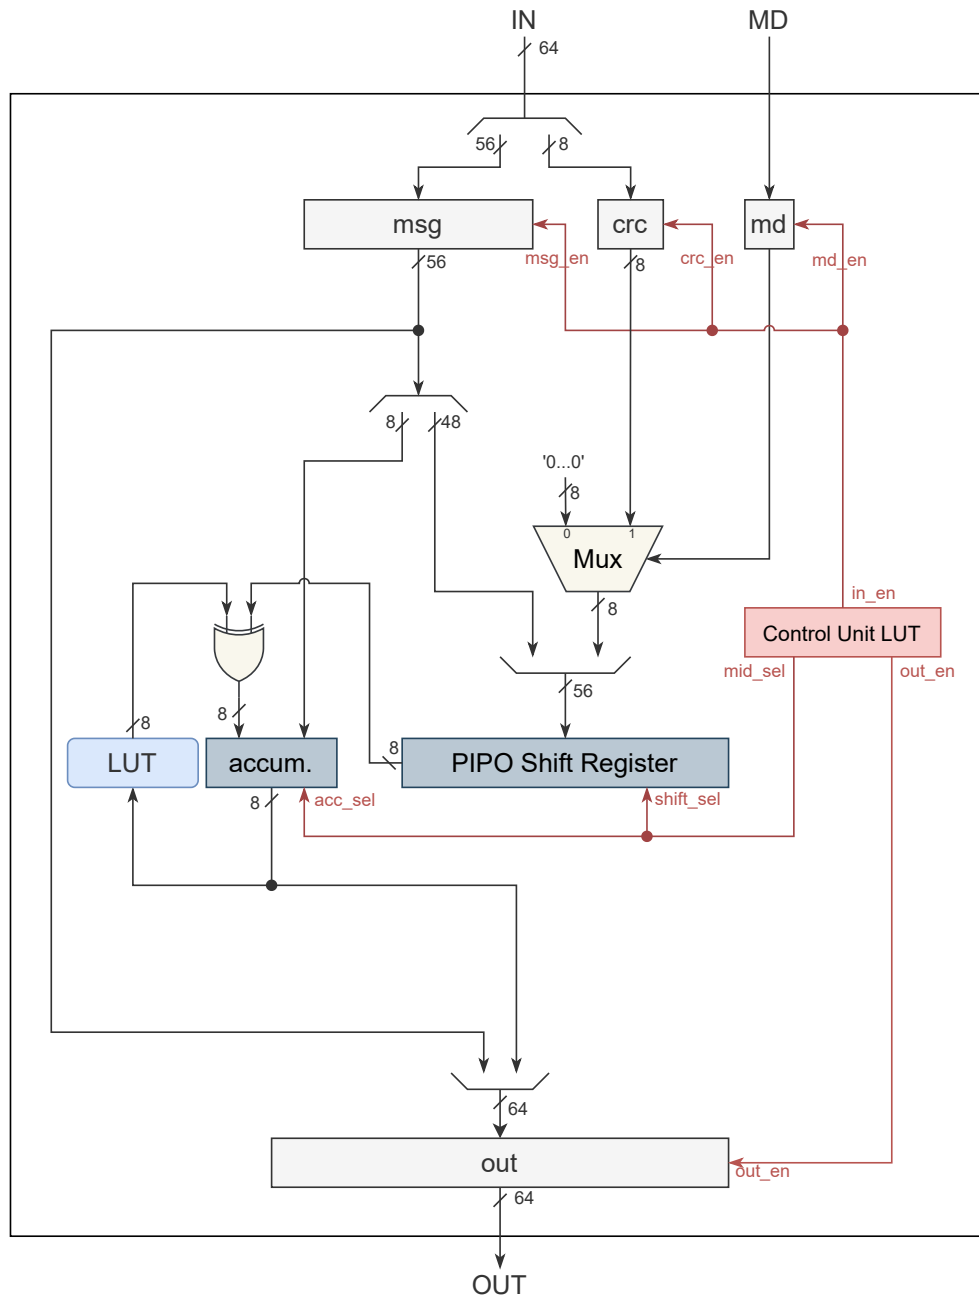 IN
MD
64
56
8
msg
crc
md
56
8
msg_en
crc_en
md_en
8
48
'0...0'
8
0
1
Mux
8
in_en
Control Unit LUT
mid_sel
out_en
56
8
8
8
LUT
accum.
PIPO Shift Register
8
acc_sel
shift_sel
64
out
out_en
64
OUT